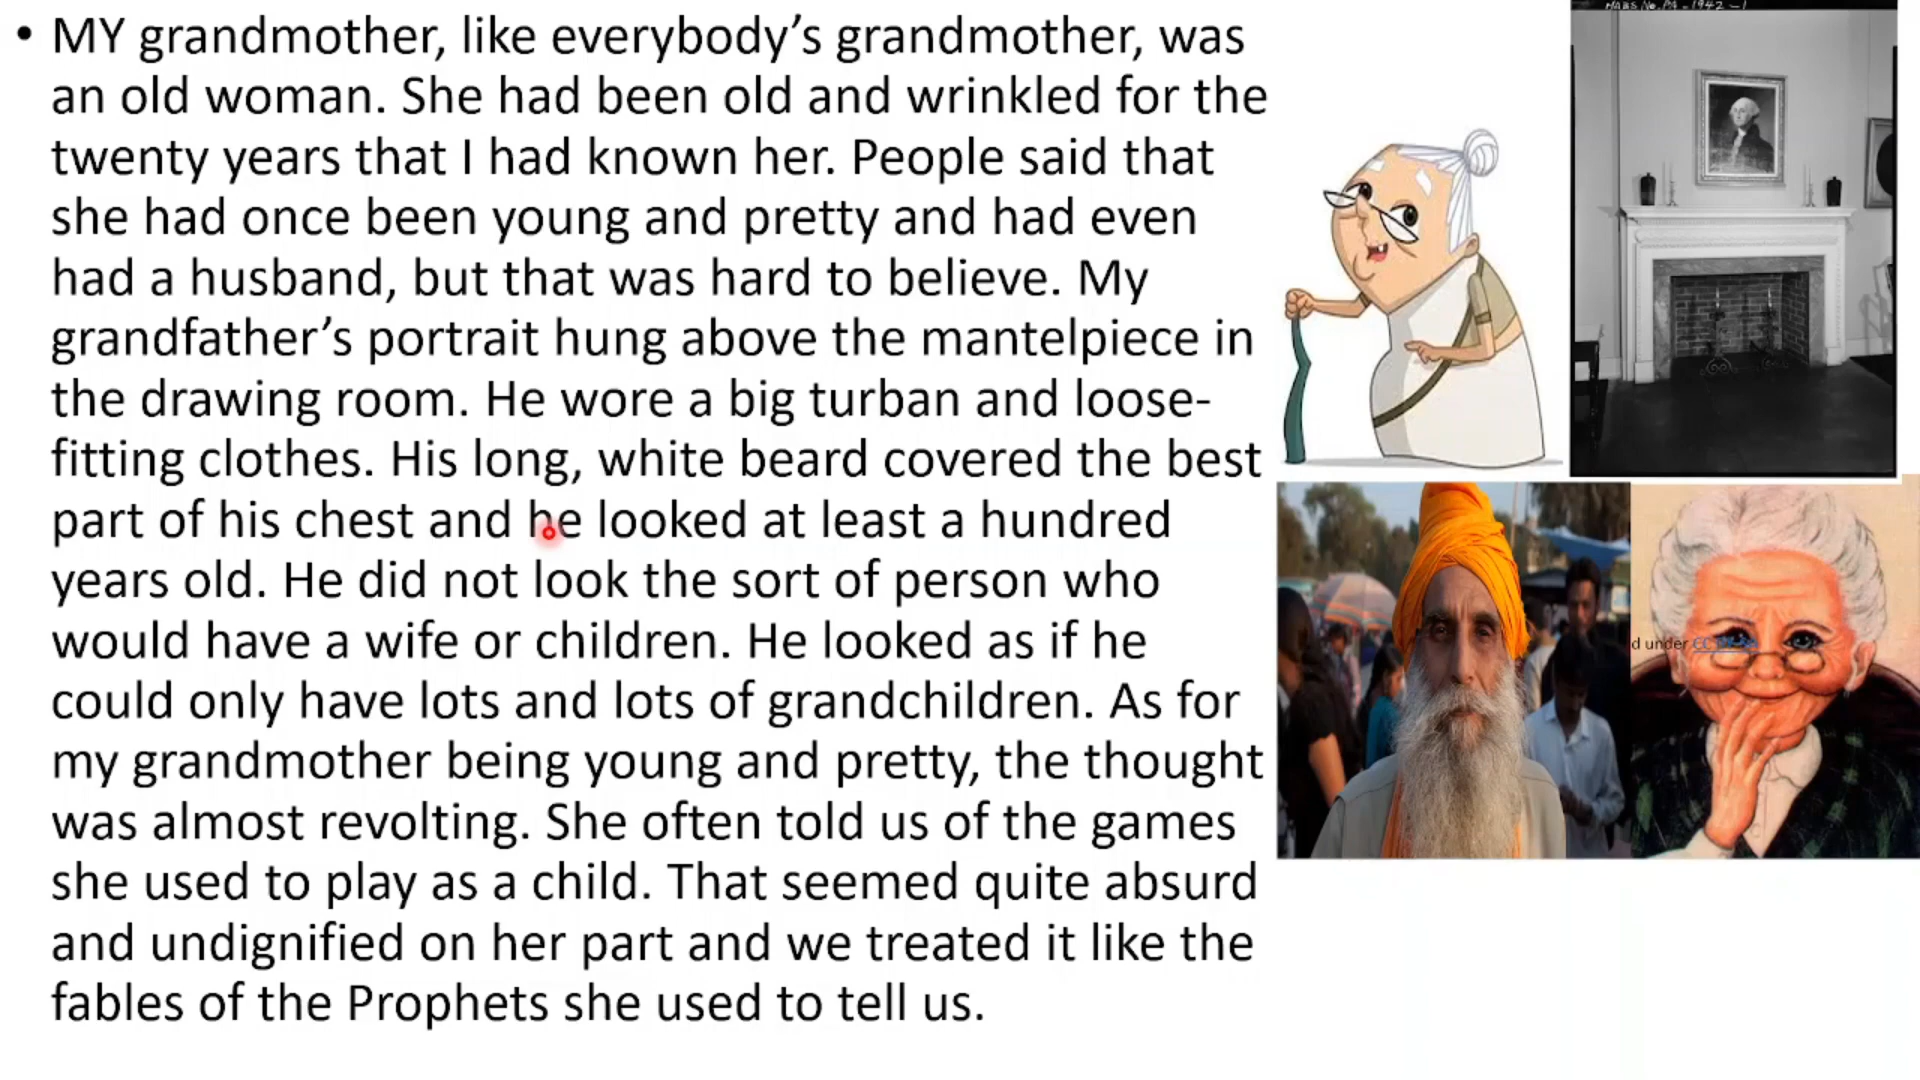 • MY grandmother, like everybody’s grandmother, was
an old woman. She had been old and wrinkled for the
twenty years that I had known her. People said that
she had once been young and pretty and had even
had a husband, but that was hard to believe. My
grandfather’s portrait hung above the mantelpiece in
the drawing room. He wore a big turban and loose-
fitting clothes. His long, white beard covered the best
part of his chest and he looked at least a hundred
years old. He did not look the sort of person who
would have a wife or children. He looked as if he
could only have lots and lots of grandchildren. As for
my grandmother being young and pretty, the thought
was almost revolting. She often told us of the games
she used to play as a child. That seemed quite absurd
and undignified on her part and we treated it like the
fables of the Prophets she used to tell us.
HABS No. PA-1942-1
d under CC